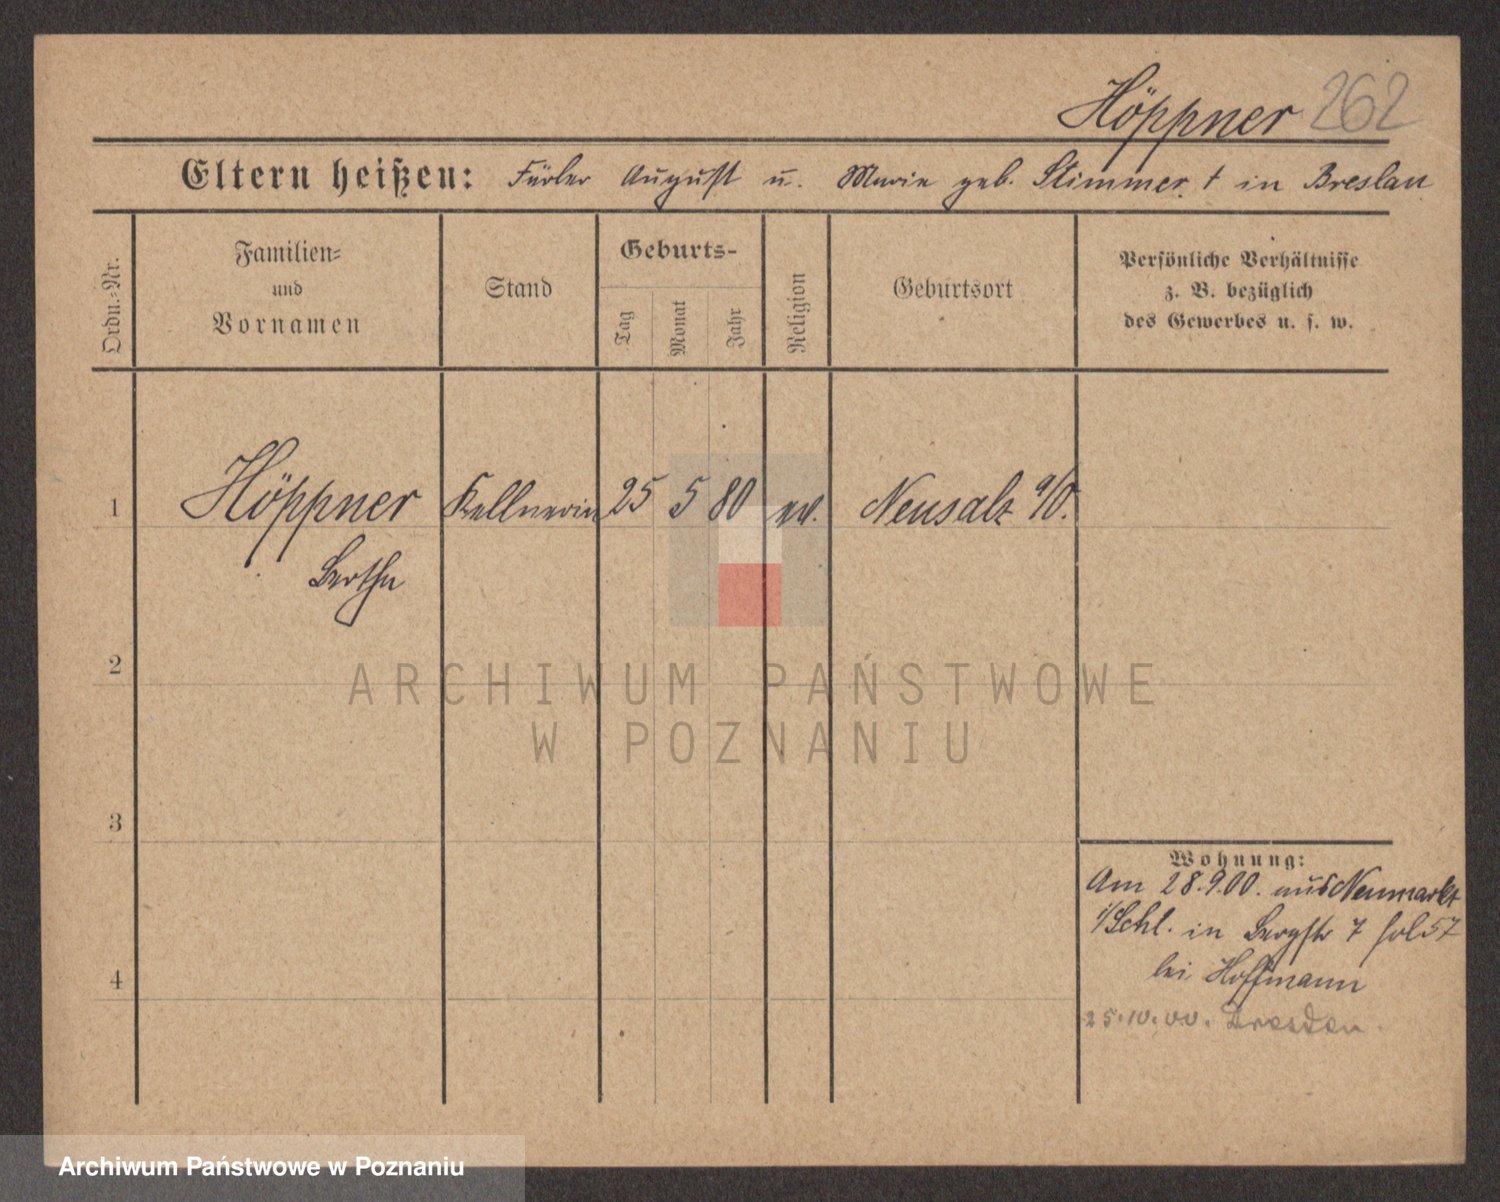 Höppner 262
Eltern heißen: Fürler August u. Marie geb. Stimmer † in Breslau
Ordn.-Nr.
Familien-
und
Vornamen
Stand
Geburts-
Tag
Monat
Jahr
Religion
Geburtsort
Persönliche Verhältnisse
z. B. bezüglich
des Gewerbes u. s. w.
1 Höppner Kellnerin 25 5 80 ev. Neusalz a/O.
Bertha
2
ARCHIWUM PAŃSTWOWE
W POZNANIU
3
Wohnung:
Am 28.9.00. aus Neumarkt
i/Schl. in Bergstr 7 fol 57
4
bei Hoffmann
25.10.00. Dresden.
Archiwum Państwowe w Poznaniu